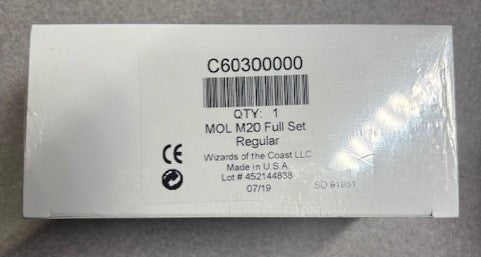 C60300000
QTY: 1
MOL M20 Full Set
Regular
Wizards of the Coast LLC
Made in U.S.A.
Lot # 452144838
07/19
CE